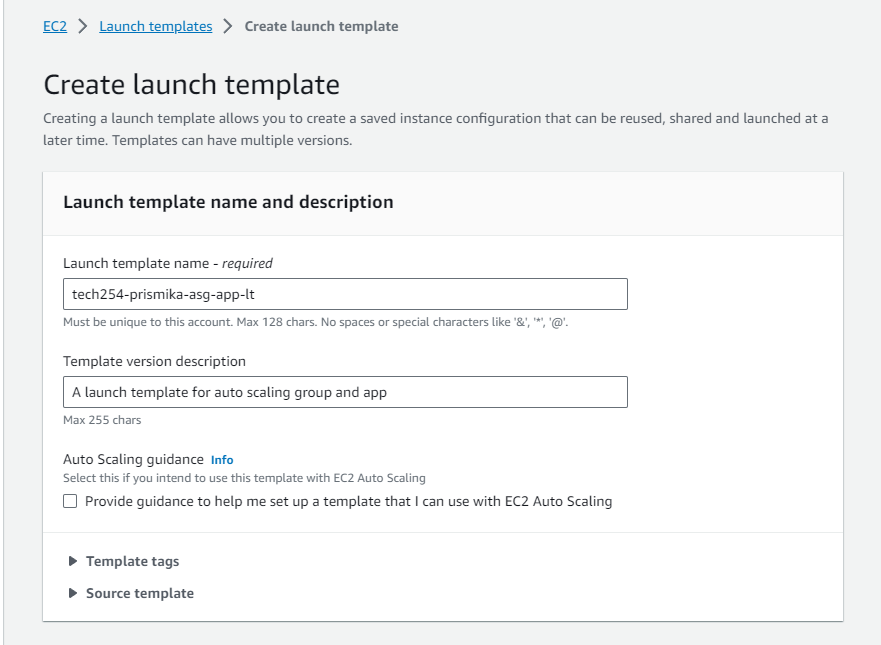 EC2 > Launch templates > Create launch template
Create launch template
Creating a launch template allows you to create a saved instance configuration that can be reused, shared and launched at a
later time. Templates can have multiple versions.
Launch template name and description
Launch template name - required
tech254-prismika-asg-app-lt
Must be unique to this account. Max 128 chars. No spaces or special characters like '&', '*', '@'.
Template version description
A launch template for auto scaling group and app
Max 255 chars
Auto Scaling guidance Info
Select this if you intend to use this template with EC2 Auto Scaling
Provide guidance to help me set up a template that I can use with EC2 Auto Scaling
Template tags
Source template